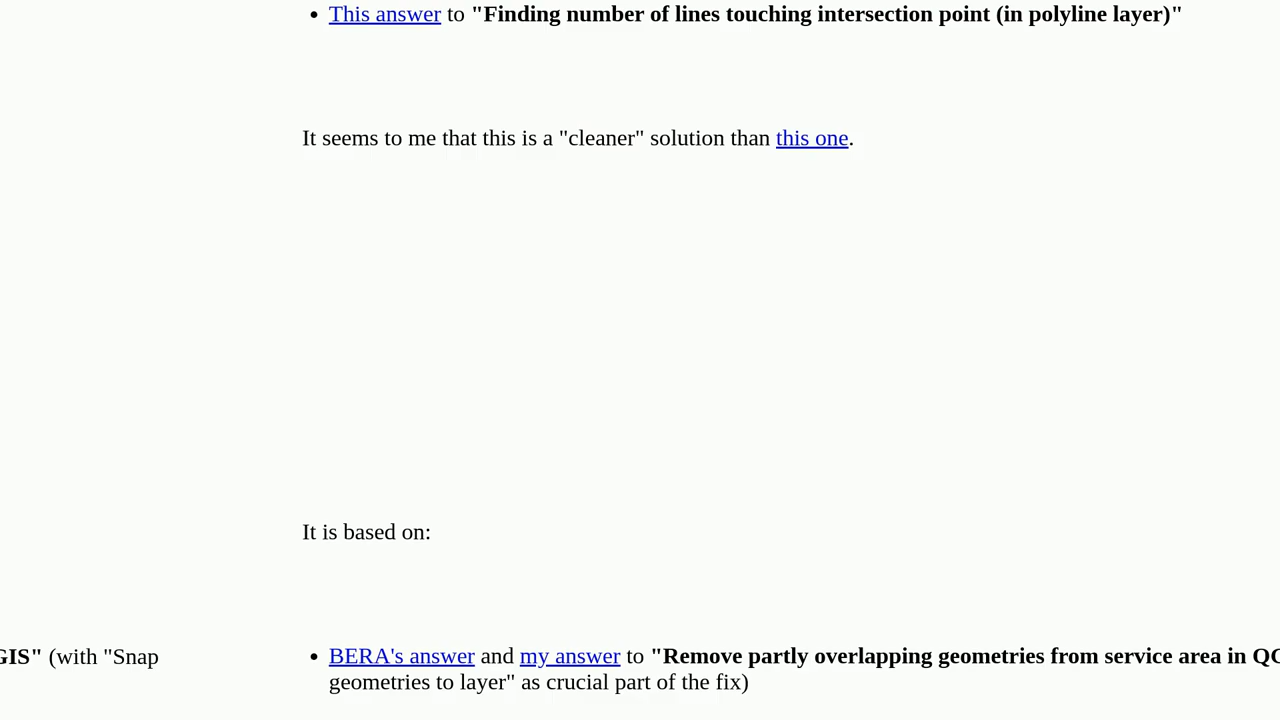 This answer to "Finding number of lines touching intersection point (in polyline layer)"
It seems to me that this is a "cleaner" solution than this one.
It is based on:
BERA's answer and my answer to "Remove partly overlapping geometries from service area in QGIS" (with "Snap
geometries to layer" as crucial part of the fix)